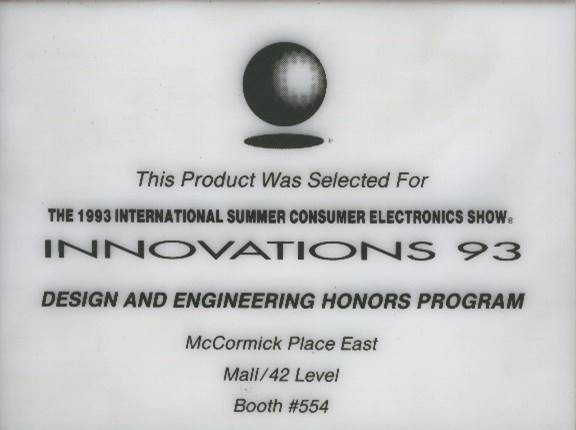 This Product Was Selected For
THE 1993 INTERNATIONAL SUMMER CONSUMER ELECTRONICS SHOW®
INNOVATIONS 93
DESIGN AND ENGINEERING HONORS PROGRAM
McCormick Place East
Mall/42 Level
Booth #554